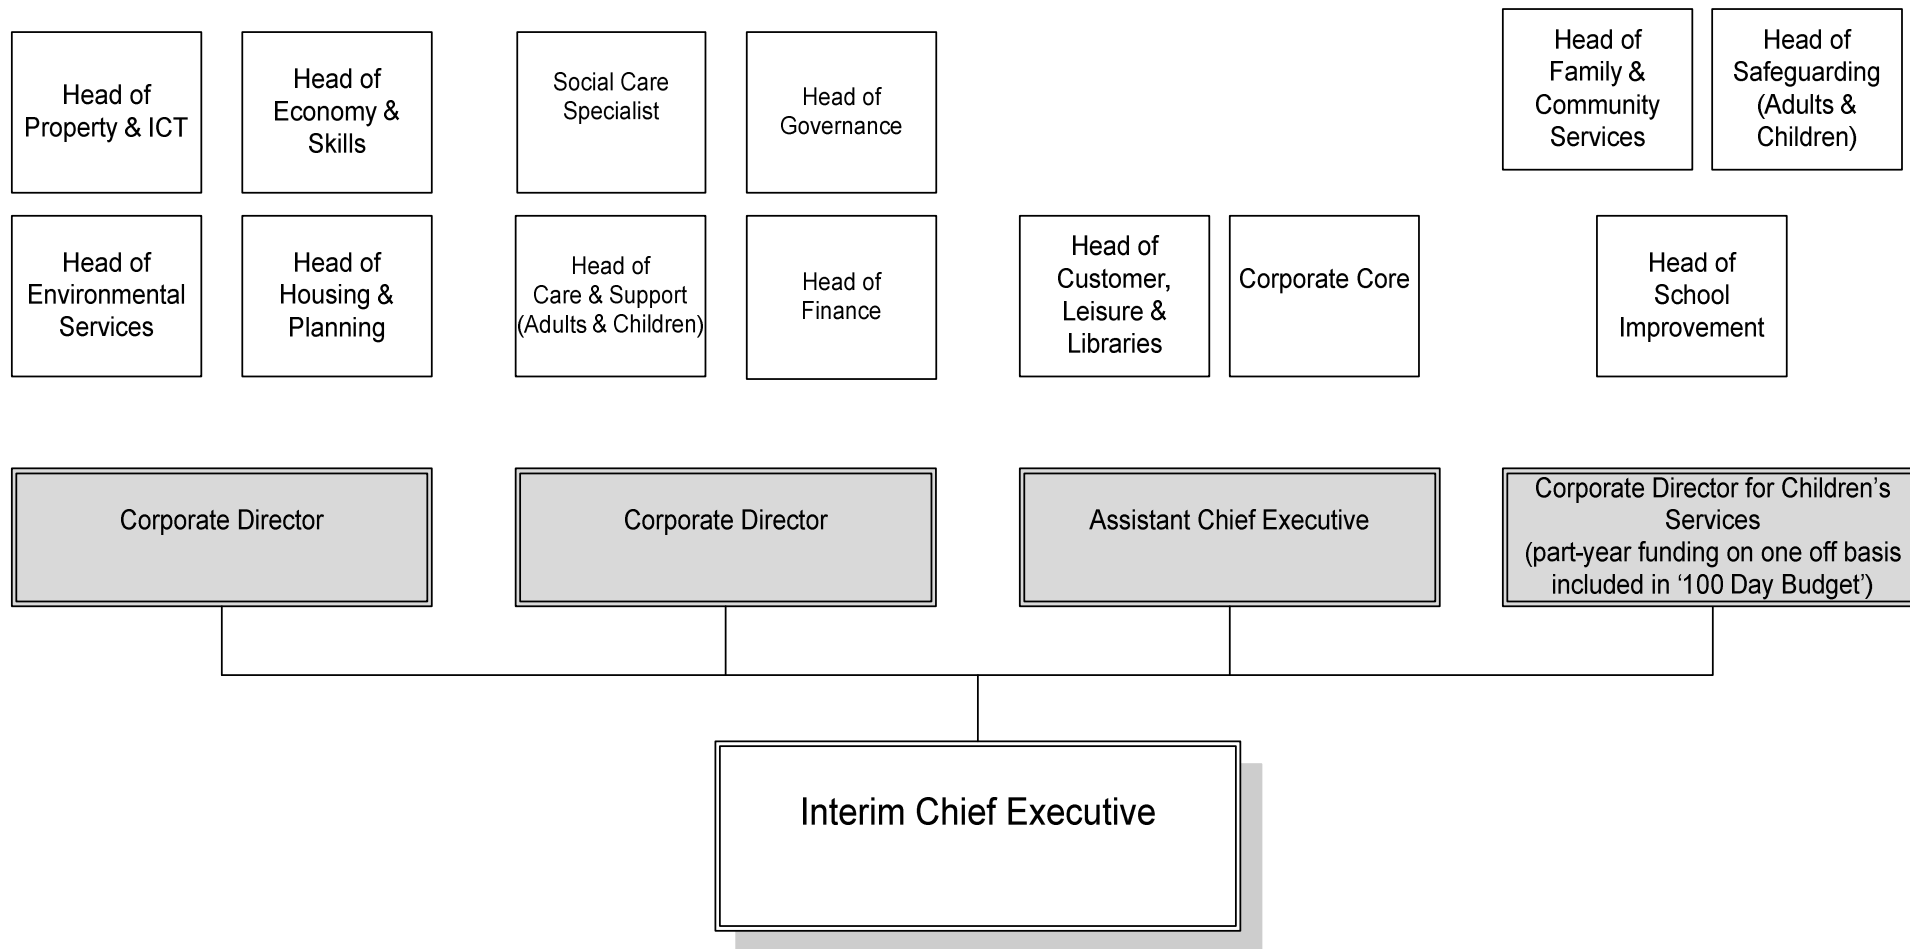 Head of
Property & ICT
Head of
Economy &
Skills
Social Care
Specialist
Head of
Governance
Head of
Family &
Community
Services
Head of
Safeguarding
(Adults &
Children)
Head of
Environmental
Services
Head of
Housing &
Planning
Head of
Care & Support
(Adults & Children)
Head of
Finance
Head of
Customer,
Leisure &
Libraries
Corporate Core
Head of
School
Improvement
Corporate Director
Corporate Director
Assistant Chief Executive
Corporate Director for Children’s
Services
(part-year funding on one off basis
included in ‘100 Day Budget’)
Interim Chief Executive